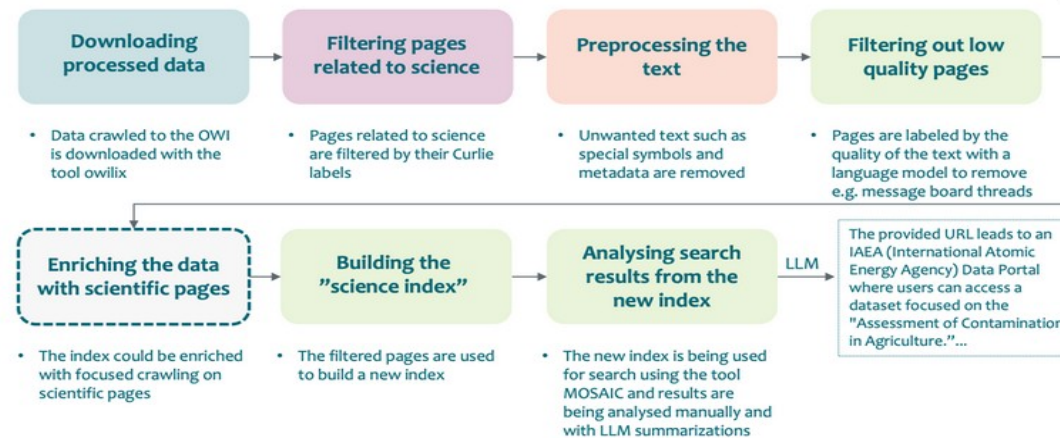 Downloading
processed data
Filtering pages
related to science
Preprocessing the
text
Filtering out low
quality pages
• Data crawled to the OWI
is downloaded with the
tool owilix
• Pages related to science
are filtered by their Curlie
labels
• Unwanted text such as
special symbols and
metadata are removed
• Pages are labeled by the
quality of the text with a
language model to remove
e.g. message board threads
Enriching the data
with scientific pages
Building the
”science index”
Analysing search
results from the
new index
LLM
The provided URL leads to an
IAEA (International Atomic
Energy Agency) Data Portal
where users can access a
dataset focused on the
"Assessment of Contamination
in Agriculture.”...
• The index could be enriched
with focused crawling on
scientific pages
• The filtered pages are used
to build a new index
• The new index is being used
for search using the tool
MOSAIC and results are
being analysed manually and
with LLM summarizations